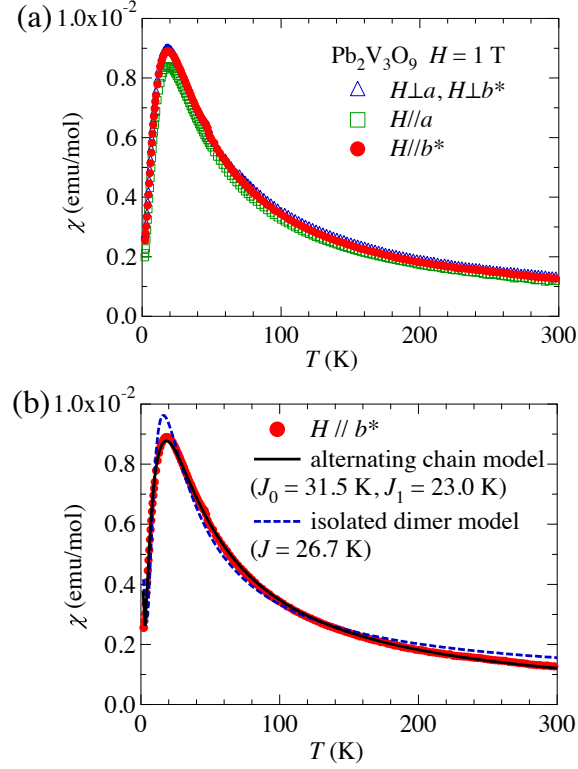 (a)
1.0x10⁻²
0.8
0.6
0.4
0.2
0.0
χ (emu/mol)
Pb₂V₃O₉ H = 1 T
H⊥a, H⊥b*
H//a
H//b*
0 100 200 300
T (K)
(b)
1.0x10⁻²
0.8
0.6
0.4
0.2
0.0
χ (emu/mol)
H // b*
alternating chain model
(J₀ = 31.5 K, J₁ = 23.0 K)
isolated dimer model
(J = 26.7 K)
0 100 200 300
T (K)